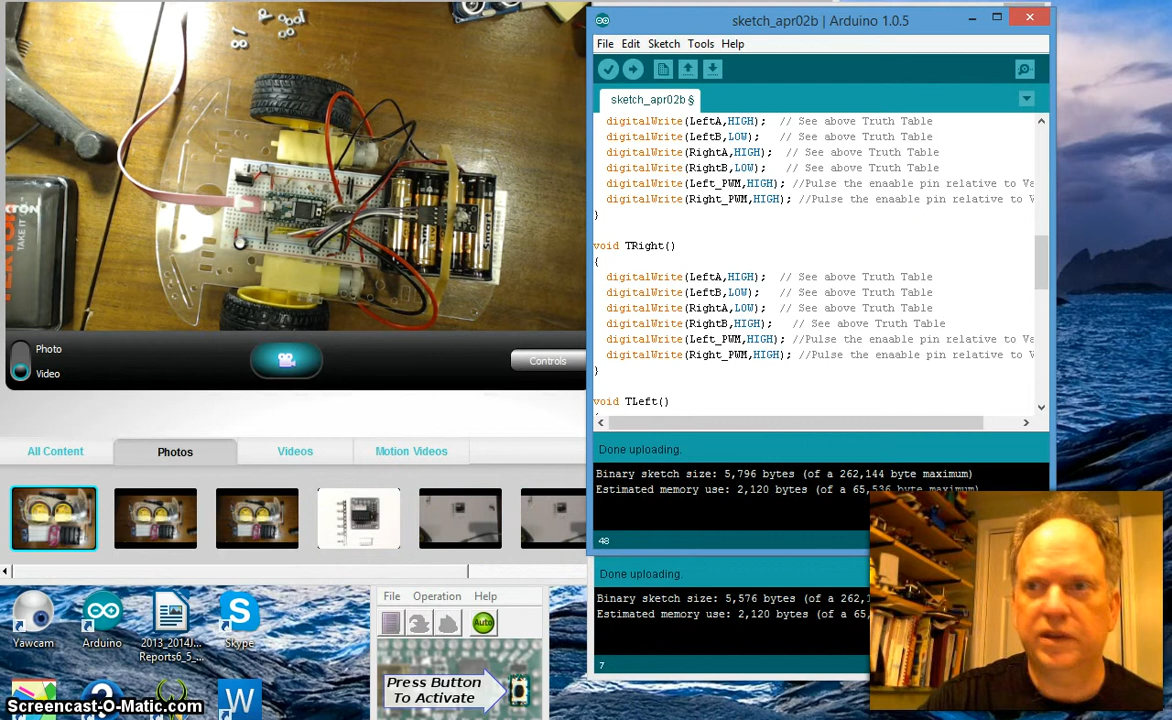 sketch_apr02b | Arduino 1.0.5
File Edit Sketch Tools Help
sketch_apr02b §
digitalWrite(LeftA,HIGH);  // See above Truth Table
digitalWrite(LeftB,LOW);   // See above Truth Table
digitalWrite(RightA,HIGH);  // See above Truth Table
digitalWrite(RightB,LOW);   // See above Truth Table
digitalWrite(Left_PWM,HIGH); //Pulse the enaable pin relative to Va
digitalWrite(Right_PWM,HIGH); //Pulse the enaable pin relative to V
}
void TRight()
{
digitalWrite(LeftA,HIGH);  // See above Truth Table
digitalWrite(LeftB,LOW);   // See above Truth Table
digitalWrite(RightA,LOW);  // See above Truth Table
digitalWrite(RightB,HIGH);   // See above Truth Table
digitalWrite(Left_PWM,HIGH); //Pulse the enaable pin relative to Va
digitalWrite(Right_PWM,HIGH); //Pulse the enaable pin relative to V
}
void TLeft()
Done uploading.
Binary sketch size: 5,796 bytes (of a 262,144 byte maximum)
Estimated memory use: 2,120 bytes (of a 65,536 byte maximum)
48
Done uploading.
Binary sketch size: 5,576 bytes (of a 262,1
Estimated memory use: 2,120 bytes (of a 65,
7
TAKE IT
Photo
Video
Controls
All Content Photos Videos Motion Videos
File Operation Help
Auto
Press Button
To Activate
Yawcam Arduino 2013_2014J... Skype
Reports6_5_...
Screencast-O-Matic.com